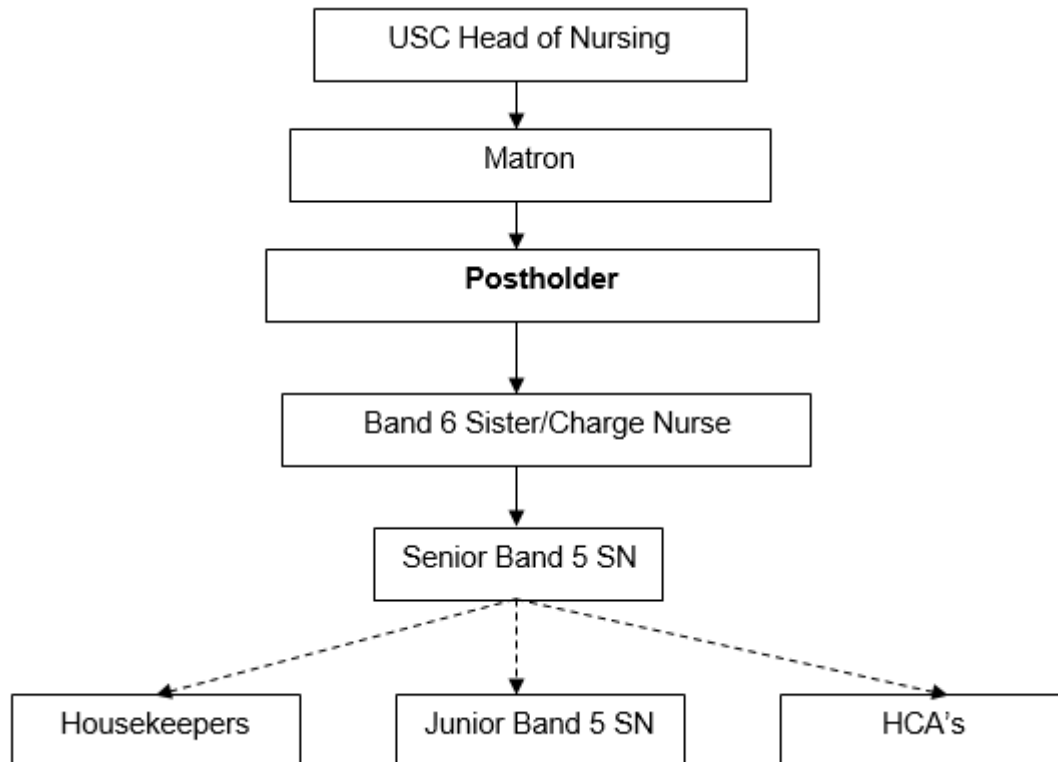 USC Head of Nursing
Matron
Postholder
Band 6 Sister/Charge Nurse
Senior Band 5 SN
Housekeepers
Junior Band 5 SN
HCA's